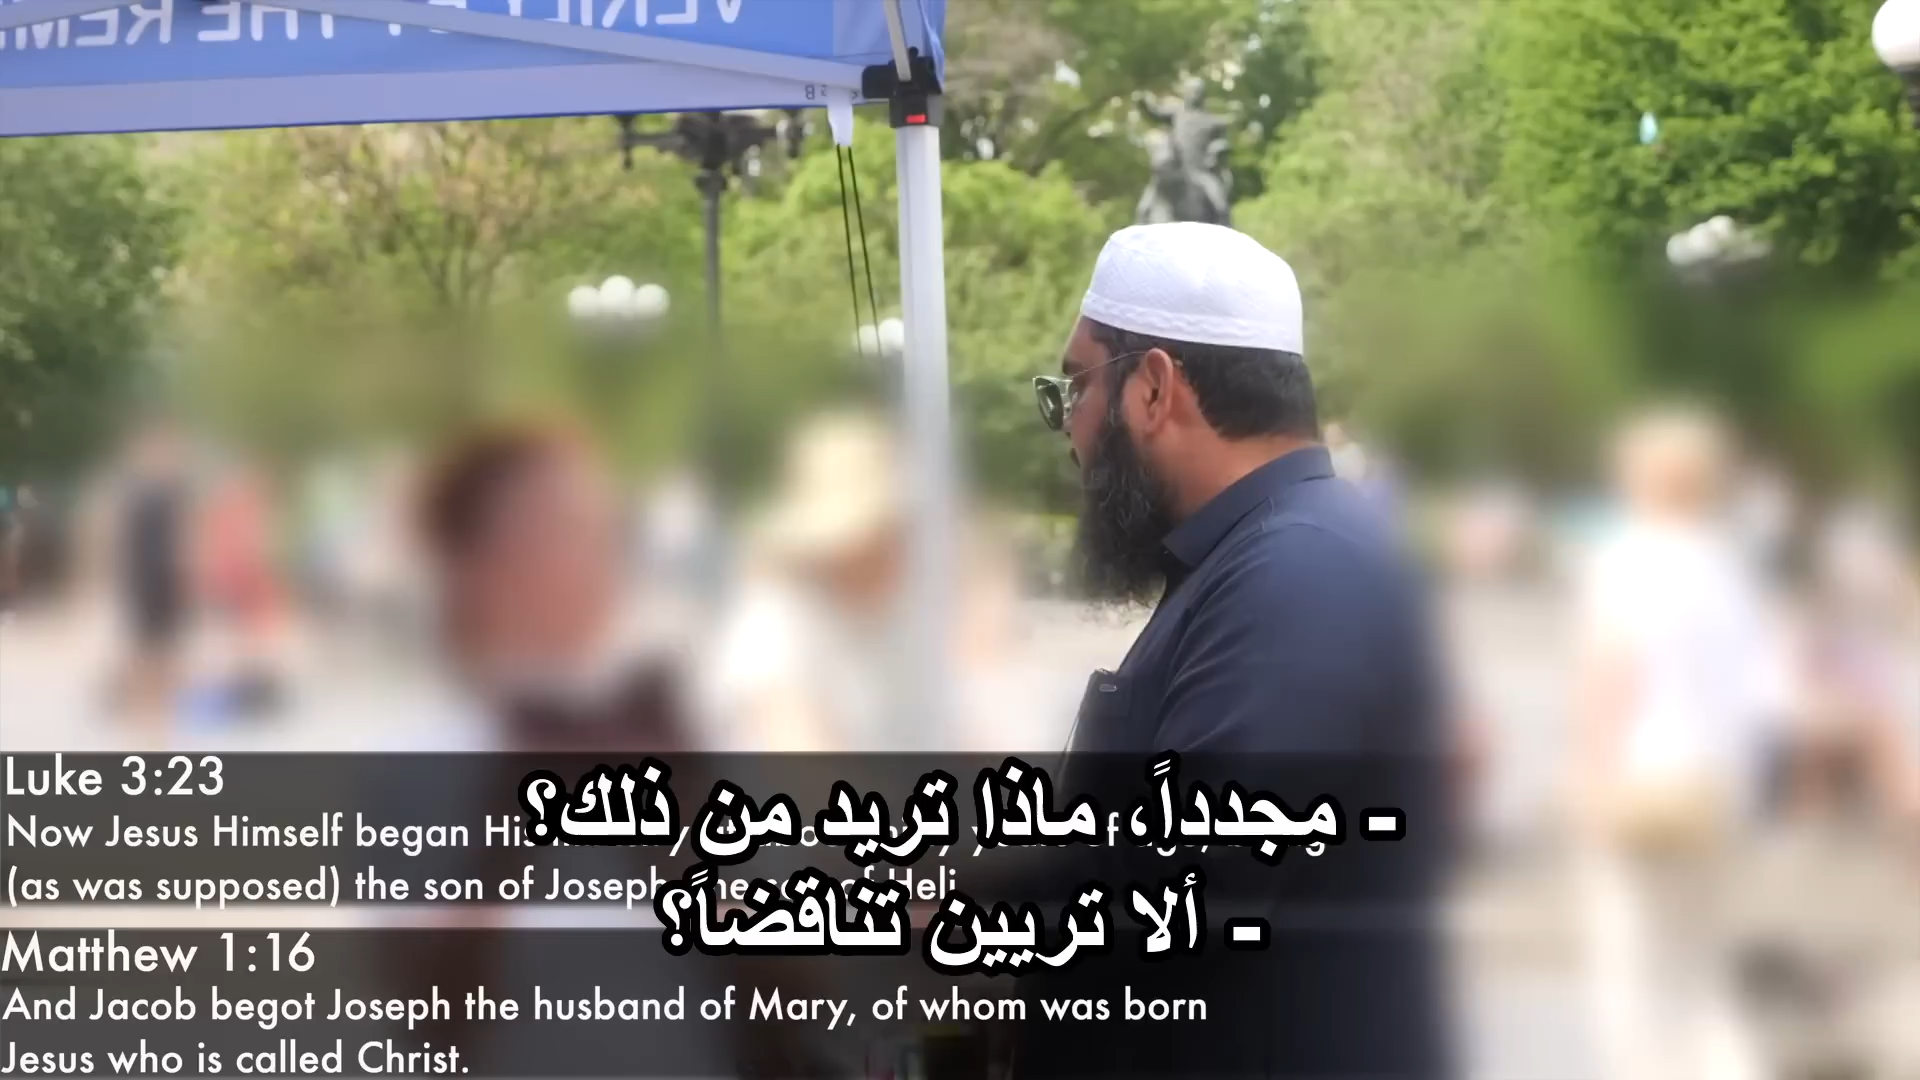 Luke 3:23
Now Jesus Himself began His
(as was supposed) the son of Joseph, Heli
- مجدداً، ماذا تريد من ذلك؟
- ألا تريين تناقضاً؟
Matthew 1:16
And Jacob begot Joseph the husband of Mary, of whom was born
Jesus who is called Christ.